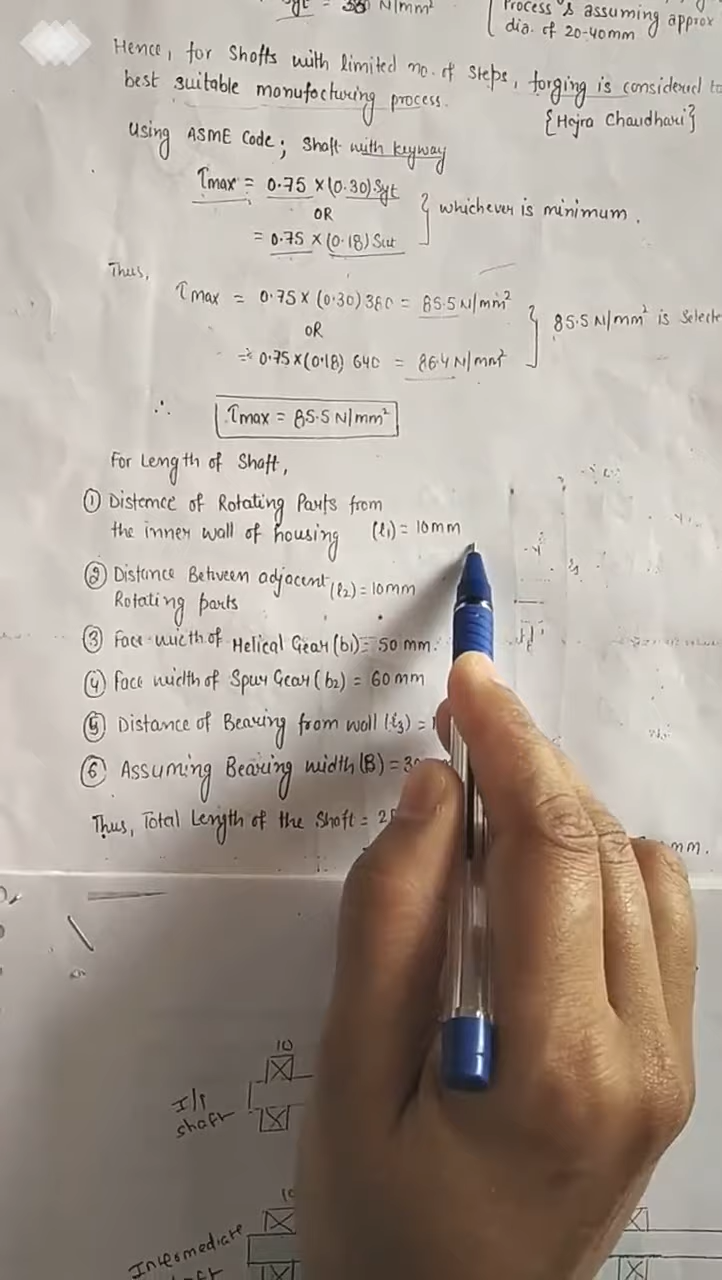 Syt = 380 N/mm²
Process & assuming approx
dia. of 20-40mm
Hence, for Shafts with limited no. of steps, forging is considered to
best suitable manufacturing process.
{Hajra Chaudhari}
Using ASME Code; Shaft with keyway
τmax = 0.75 × (0.30) Syt
OR
= 0.75 × (0.18) Sut
} whichever is minimum.
Thus,
τmax = 0.75 × (0.30) 380 = 85.5 N/mm²
OR
= 0.75 × (0.18) 640 = 86.4 N/mm²
} 85.5 N/mm² is Selecte
∴ τmax = 85.5 N/mm²
For Length of Shaft,
① Distance of Rotating Parts from
the inner wall of housing (l1) = 10mm
② Distance Between adjacent (l2) = 10mm
Rotating parts
③ Face width of Helical Gear (b1) = 50 mm.
④ Face width of Spur Gear (b2) = 60 mm
⑤ Distance of Bearing from wall (l3) =
⑥ Assuming Bearing width (B) = 30
Thus, Total Length of the Shaft =
mm.
10
I/p
shaft
10
Intermediate